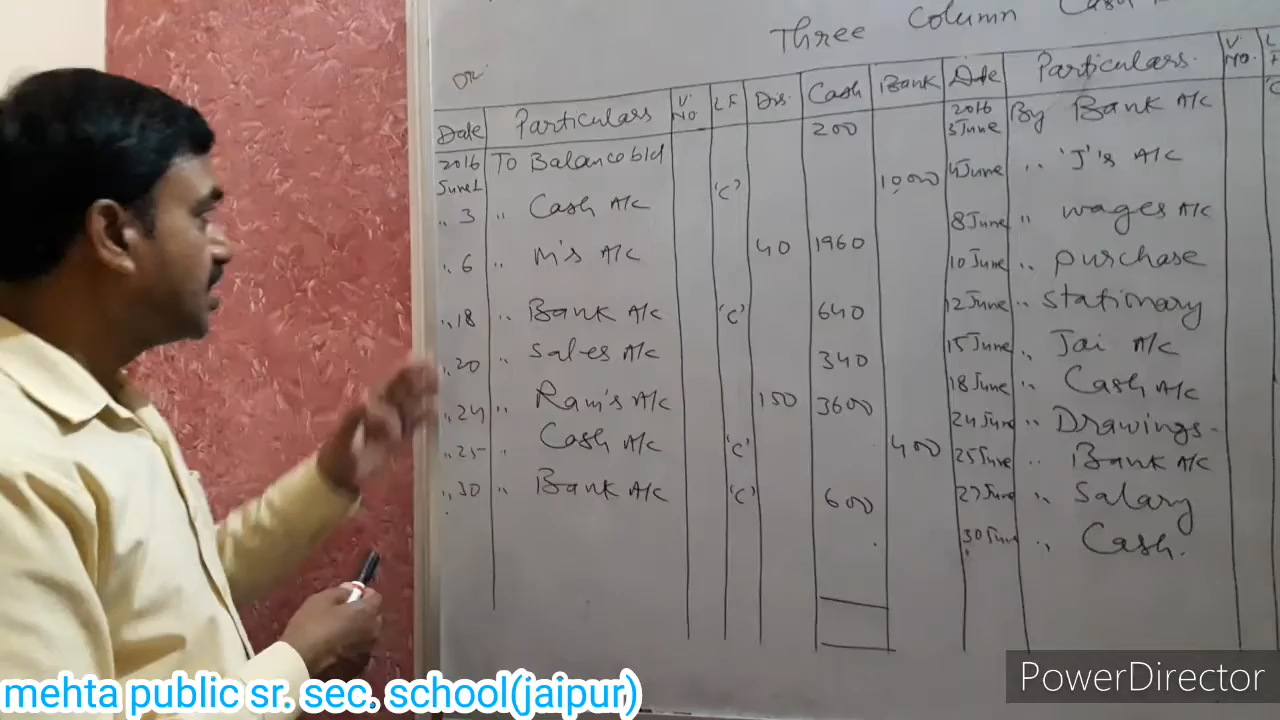 Three Column
Dr.
Date Particulars V. No L F Dis. Cash Bank Date Particulars. V. No. L F
2016 June 1 To Balance b/d 200 2016 3 June By Bank A/c
,, 3 ,, Cash A/c 'C' 10000 4 June ,, 'J''s A/c
8 June ,, wages A/c
,, 6 ,, M's A/c 40 1960 10 June ,, purchase
,, 18 ,, Bank A/c 'C' 640 12 June ,, Stationary
,, 20 ,, Sales A/c 340 15 June ,, Jai A/c
,, 24 ,, Ram's A/c 150 3600 18 June ,, Cash A/c
24 June ,, Drawings
,, 25 ,, Cash A/c 'C' 400 25 June ,, Bank A/c
,, 30 ,, Bank A/c 'C' 600 27 June ,, Salary
30 June ,, Cash.
mehta public sr. sec. school(jaipur)
PowerDirector